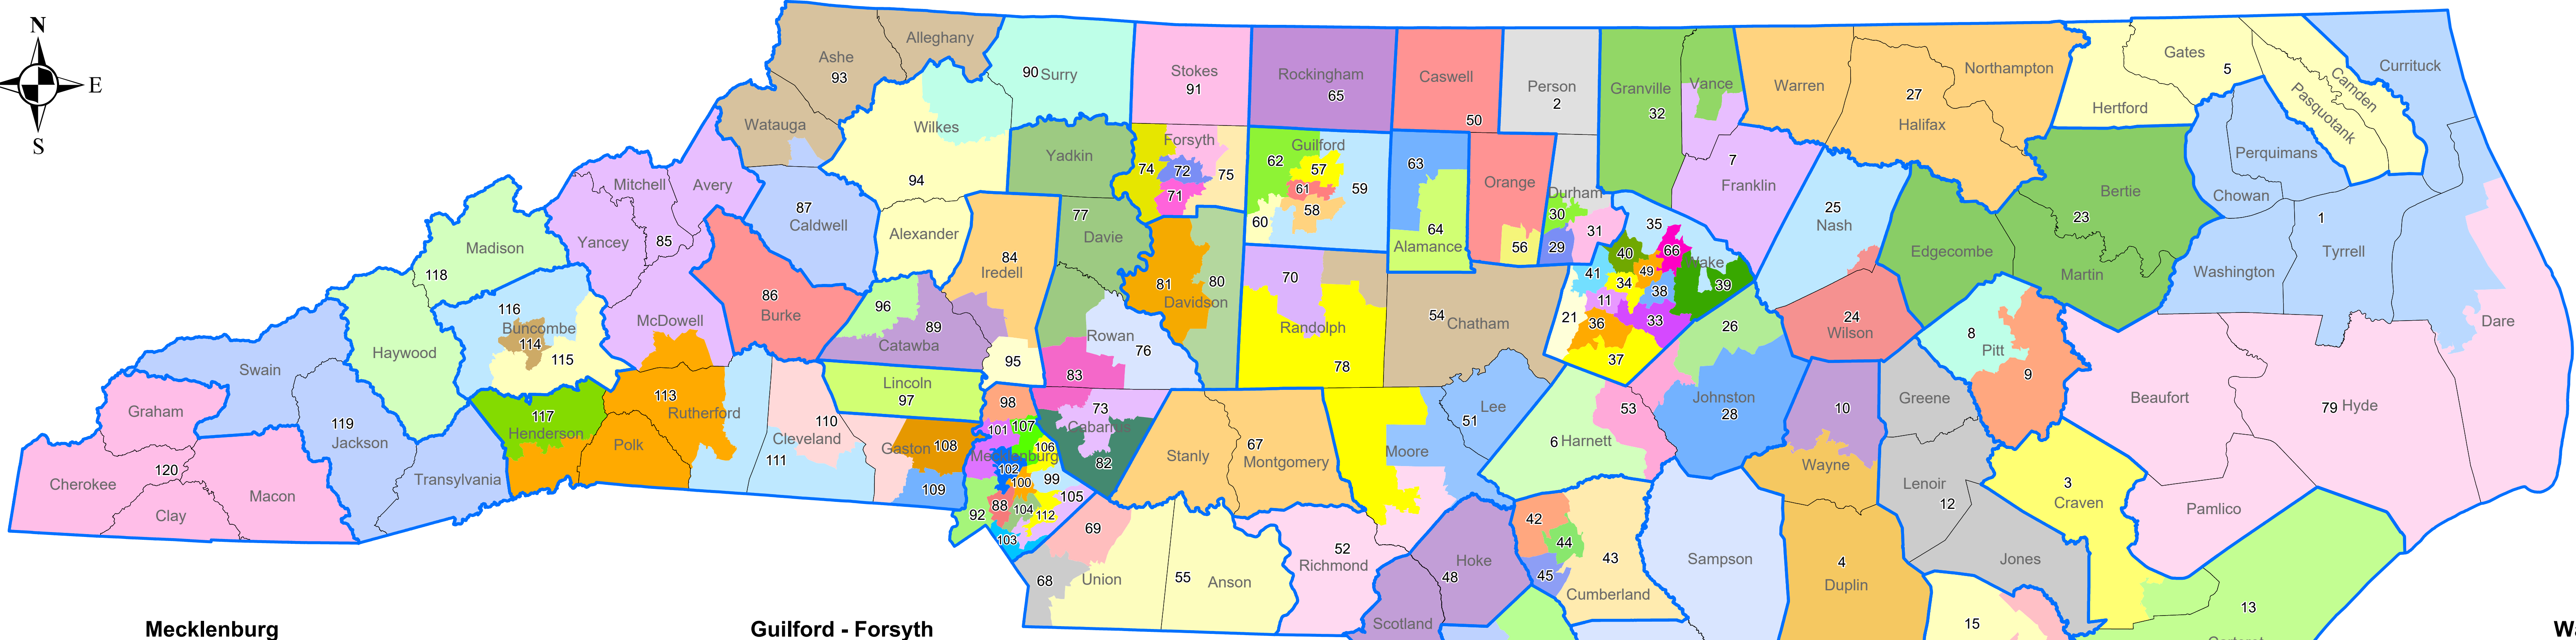 N
E
S
Ashe
93
Alleghany
90 Surry
Stokes
91
Rockingham
65
Caswell
50
Person
2
Granville
32
Vance
Warren
27
Halifax
Northampton
Gates
5
Hertford
Camden
Pasquotank
Currituck
Watauga
Wilkes
94
Yadkin
Forsyth
74
72
75
71
Guilford
62
57
61
59
58
60
63
64
Alamance
Orange
56
Durham
30
31
29
7
Franklin
25
Nash
Edgecombe
Bertie
23
Martin
Perquimans
Chowan
1
Tyrrell
Washington
Dare
Mitchell
Avery
Yancey
85
McDowell
87
Caldwell
Alexander
84
Iredell
77
Davie
81
80
Davidson
70
Randolph
78
54 Chatham
35
40
66
Wake
41
49
34
38
39
11
21
36
33
37
26
24
Wilson
8
Pitt
9
Madison
118
Haywood
116
Buncombe
114
115
86
Burke
96
89
Catawba
95
Rowan
76
83
Swain
Graham
119
Jackson
Transylvania
120
Cherokee
Macon
Clay
117
Henderson
113
Rutherford
Polk
110
Cleveland
111
Lincoln
97
Gaston 108
109
98
101
107
106
Mecklenburg
102
99
100
105
88
104
112
92
103
73
Cabarrus
82
Stanly
67
Montgomery
Moore
51
Lee
6 Harnett
53
Johnston
28
10
Wayne
Greene
Lenoir
12
Jones
3
Craven
Beaufort
79 Hyde
Pamlico
13
69
68
Union
55 Anson
52
Richmond
Hoke
48
Scotland
42
44
43
45
Cumberland
Sampson
4
Duplin
15
Mecklenburg
Guilford - Forsyth